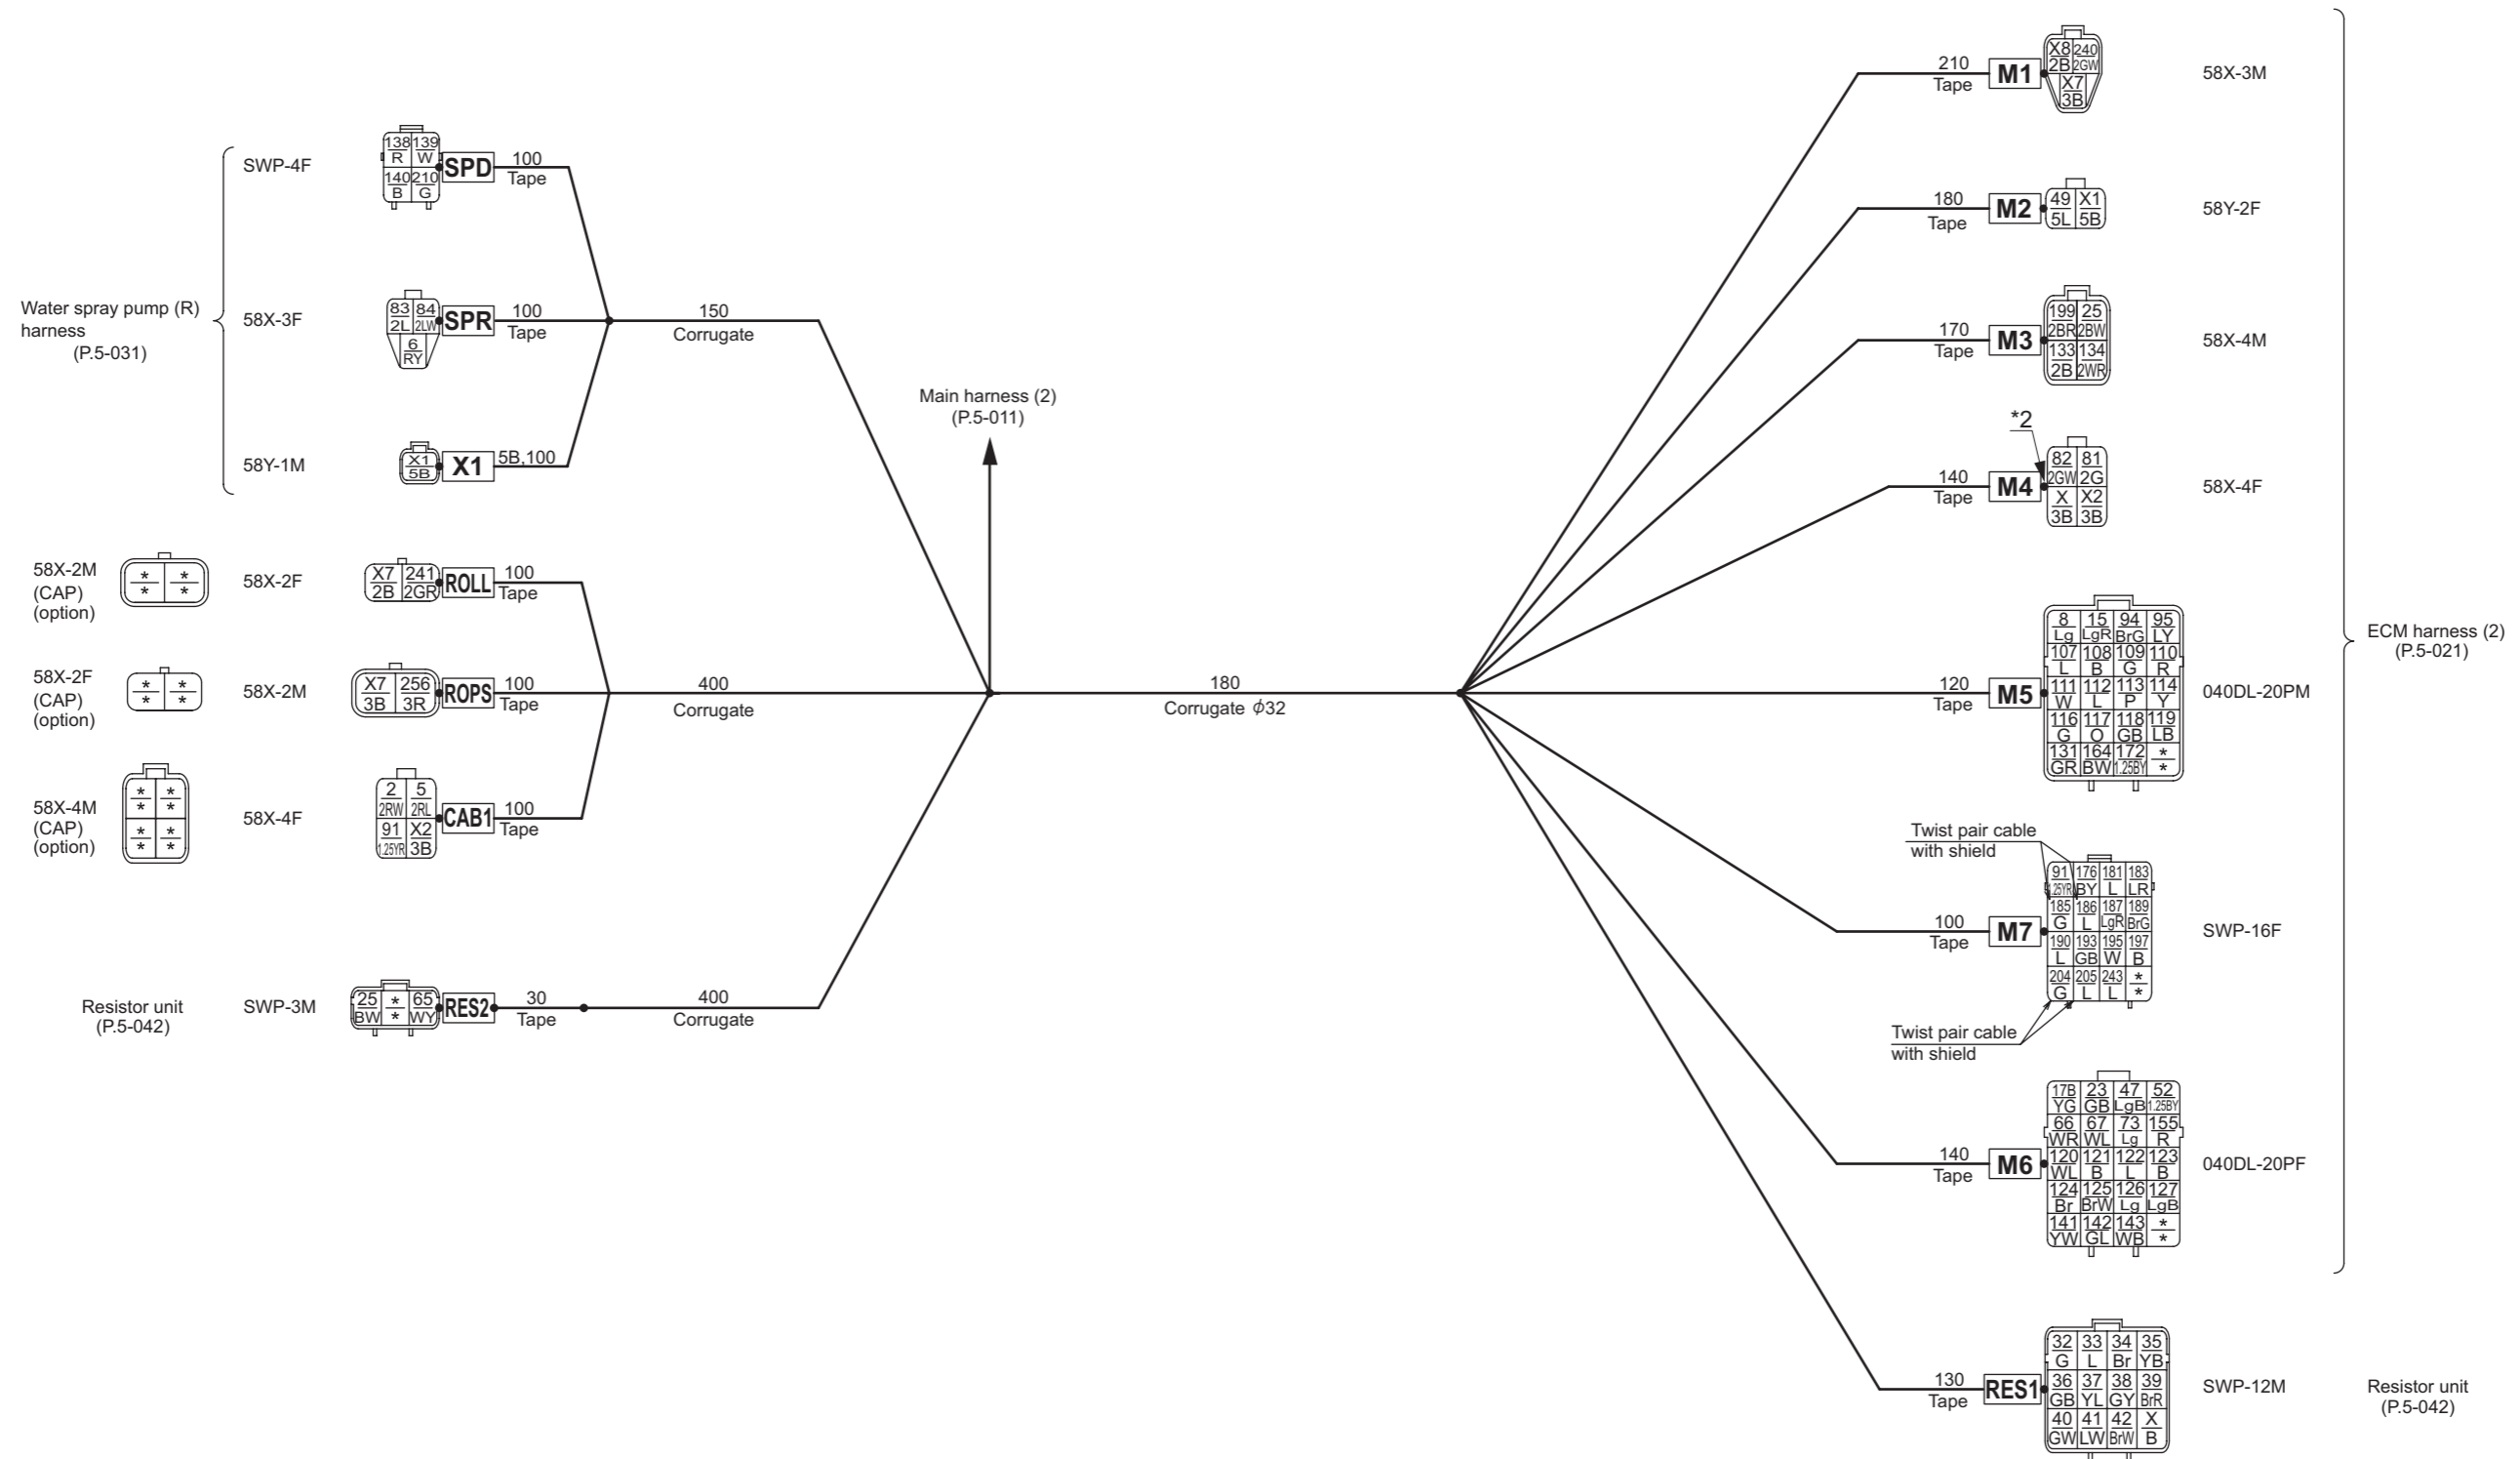 Water spray pump (R)
harness
(P.5-031)
SWP-4F
138 139
R W
140 210
B G
SPD
100
Tape
58X-3F
83 84
2L 2LW
6
RY
SPR
100
Tape
150
Corrugate
58Y-1M
X1
5B
X1
5B,100
58X-2M
(CAP)
(option)
* *
* *
58X-2F
X7 241
2B 2GR
ROLL
100
Tape
58X-2F
(CAP)
(option)
* *
* *
58X-2M
X7 256
3B 3R
ROPS
100
Tape
400
Corrugate
58X-4M
(CAP)
(option)
* *
* *
* *
* *
58X-4F
2 5
2RW 2RL
91 X2
1.25YR 3B
CAB1
100
Tape
Resistor unit
(P.5-042)
SWP-3M
25 * 65
BW * WY
RES2
30
Tape
400
Corrugate
Main harness (2)
(P.5-011)
180
Corrugate ϕ32
210
Tape
M1
X8 240
2B 2GW
X7
3B
58X-3M
180
Tape
M2
49 X1
5L 5B
58Y-2F
170
Tape
M3
199 25
2BR 2BW
133 134
2B 2WR
58X-4M
*2
140
Tape
M4
82 81
2GW 2G
X X2
3B 3B
58X-4F
120
Tape
M5
8 15 94 95
Lg LgR BrG LY
107 108 109 110
L B G R
111 112 113 114
W L P Y
116 117 118 119
G O GB LB
131 164 172 *
GR BW 1.25BY *
040DL-20PM
ECM harness (2)
(P.5-021)
Twist pair cable
with shield
100
Tape
M7
91 176 181 183
1.25YR BY L LR
185 186 187 189
G L LgR BrG
190 193 195 197
L GB W B
204 205 243 *
G L L *
SWP-16F
Twist pair cable
with shield
140
Tape
M6
17B 23 47 52
YG GB LgB 1.25BY
66 67 73 155
WR WL Lg R
120 121 122 123
WL B L B
124 125 126 127
Br BrW Lg LgB
141 142 143 *
YW GL WB *
040DL-20PF
130
Tape
RES1
32 33 34 35
G L Br YB
36 37 38 39
GB YL GY BrR
40 41 42 X
GW LW BrW B
SWP-12M
Resistor unit
(P.5-042)